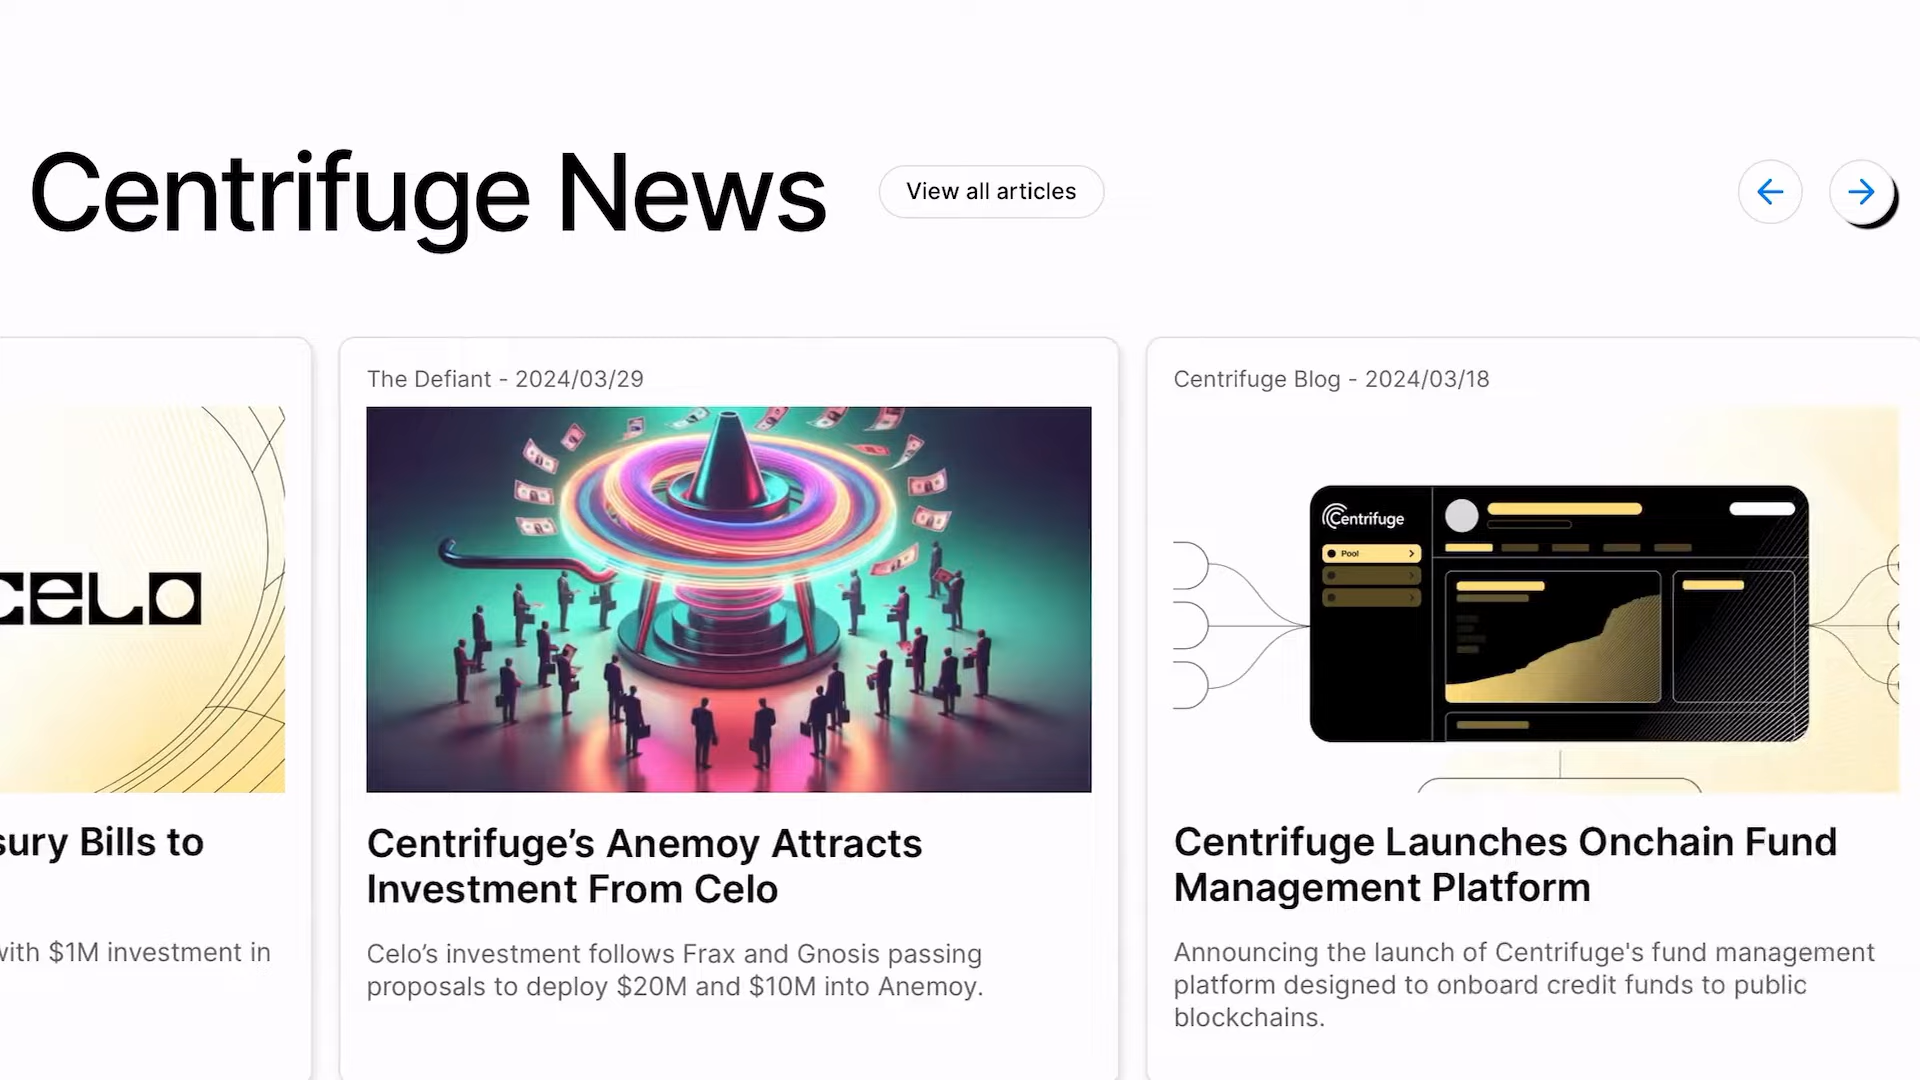 Centrifuge News
View all articles
CELO
sury Bills to
with $1M investment in
The Defiant - 2024/03/29
Centrifuge’s Anemoy Attracts
Investment From Celo
Celo’s investment follows Frax and Gnosis passing
proposals to deploy $20M and $10M into Anemoy.
Centrifuge Blog - 2024/03/18
Centrifuge
Pool
Centrifuge Launches Onchain Fund
Management Platform
Announcing the launch of Centrifuge's fund management
platform designed to onboard credit funds to public
blockchains.